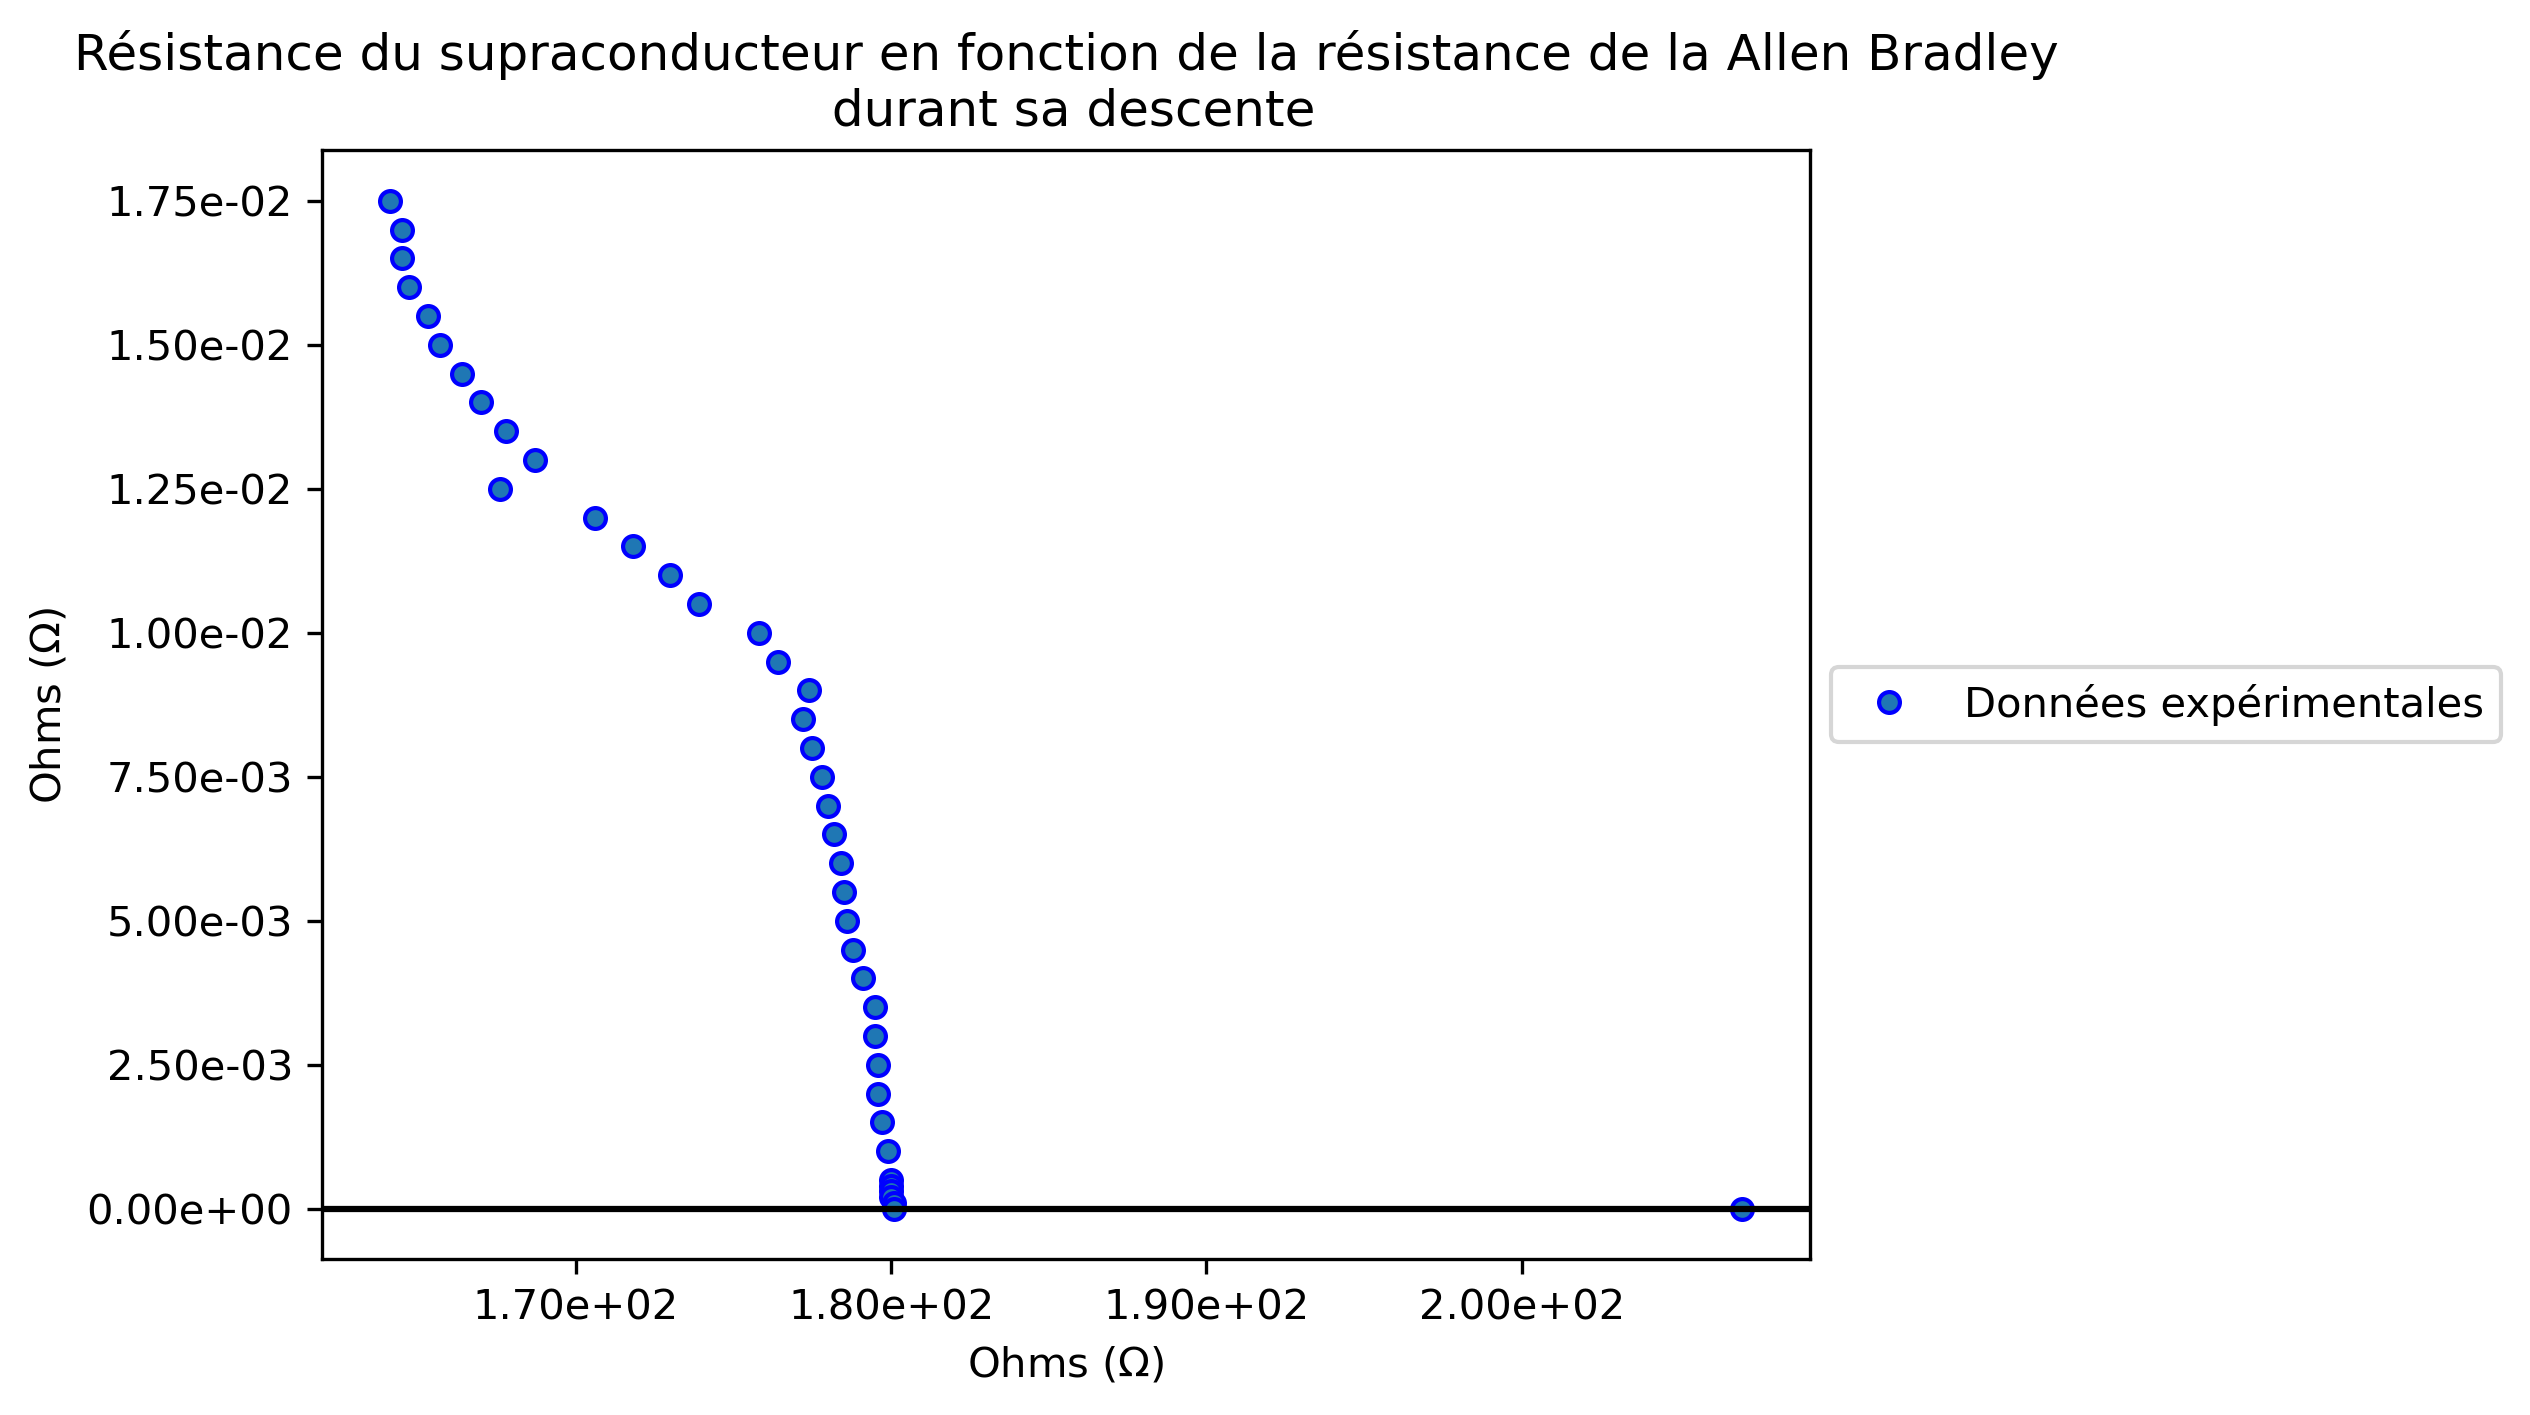 Résistance du supraconducteur en fonction de la résistance de la Allen Bradley
durant sa descente
1.75e-02
1.50e-02
1.25e-02
1.00e-02
7.50e-03
5.00e-03
2.50e-03
0.00e+00
Ohms (Ω)
1.70e+02
1.80e+02
1.90e+02
2.00e+02
Ohms (Ω)
Données expérimentales